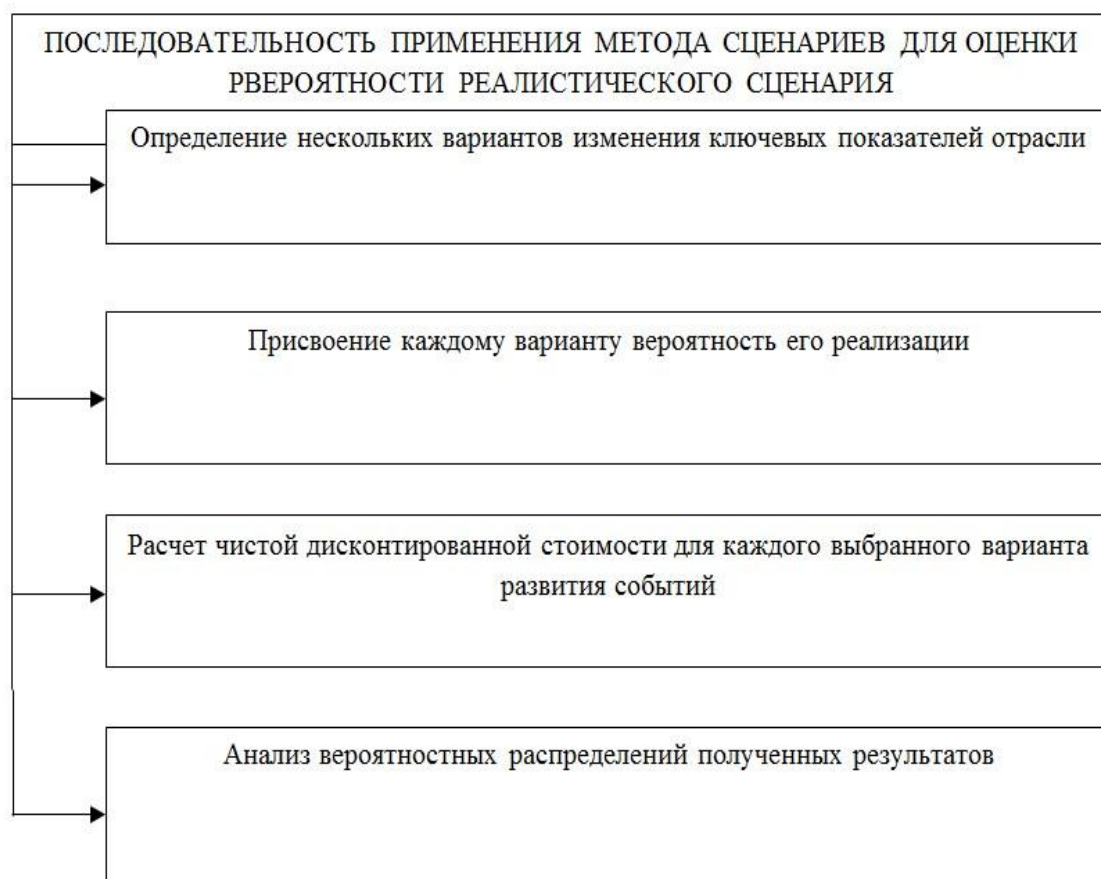 ПОСЛЕДОВАТЕЛЬНОСТЬ ПРИМЕНЕНИЯ МЕТОДА СЦЕНАРИЕВ ДЛЯ ОЦЕНКИ
РВЕРОЯТНОСТИ РЕАЛИСТИЧЕСКОГО СЦЕНАРИЯ
Определение нескольких вариантов изменения ключевых показателей отрасли
Присвоение каждому варианту вероятность его реализации
Расчет чистой дисконтированной стоимости для каждого выбранного варианта
развития событий
Анализ вероятностных распределений полученных результатов